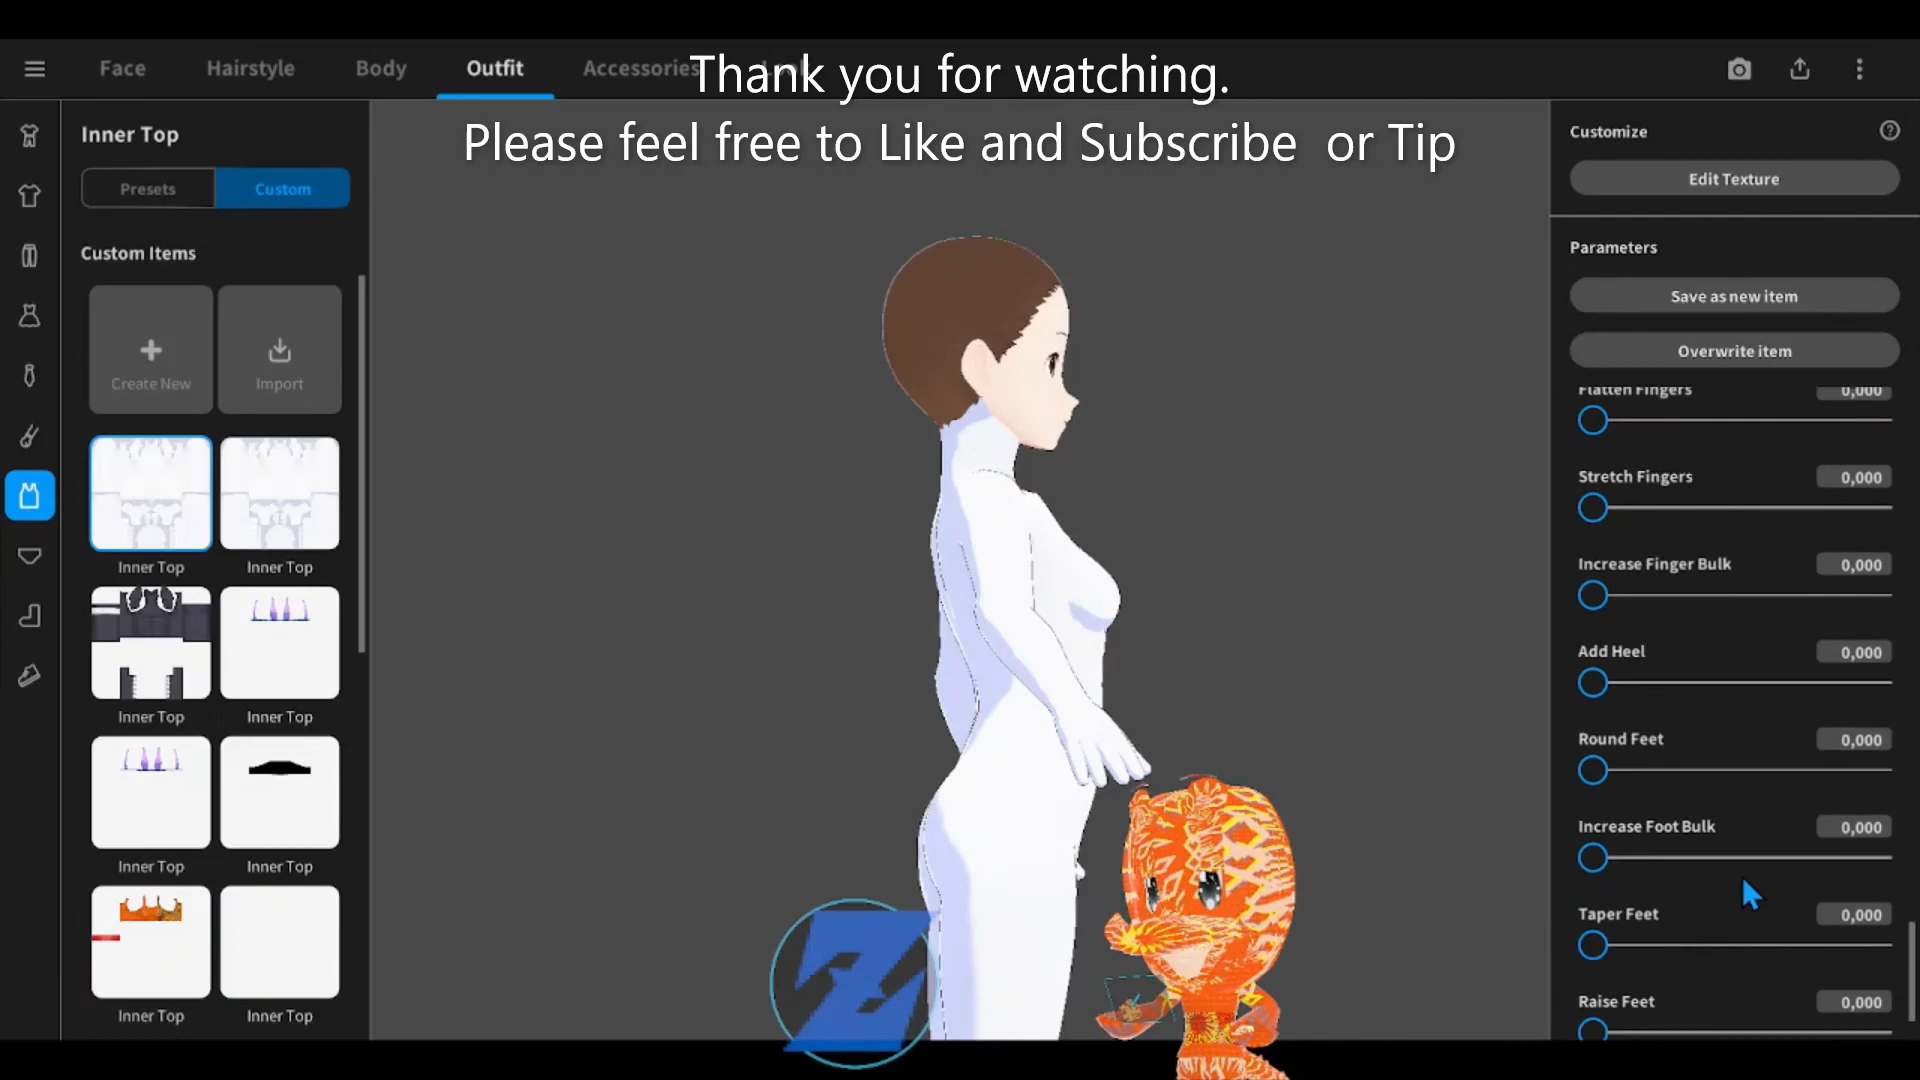 Face Hairstyle Body Outfit Accessories
Thank you for watching.
Please feel free to Like and Subscribe or Tip
Inner Top
Presets Custom
Custom Items
Create New Import
Inner Top Inner Top
Inner Top Inner Top
Inner Top Inner Top
Inner Top Inner Top
Customize
Edit Texture
Parameters
Save as new item
Overwrite item
Flatten Fingers 0,000
Stretch Fingers 0,000
Increase Finger Bulk 0,000
Add Heel 0,000
Round Feet 0,000
Increase Foot Bulk 0,000
Taper Feet 0,000
Raise Feet 0,000
Z